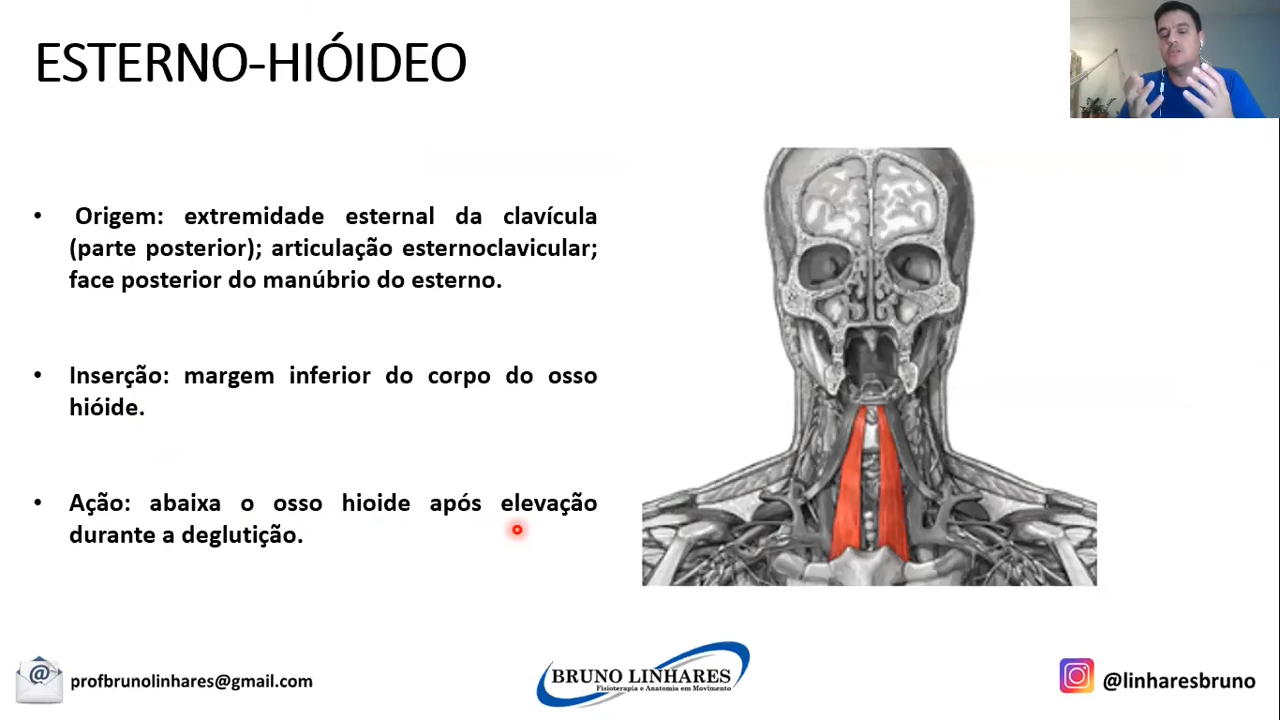 ESTERNO-HIÓIDEO
• Origem: extremidade esternal da clavícula
(parte posterior); articulação esternoclavicular;
face posterior do manúbrio do esterno.
• Inserção: margem inferior do corpo do osso
hióide.
• Ação: abaixa o osso hioide após elevação
durante a deglutição.
@
profbrunolinhares@gmail.com
BRUNO LINHARES
Fisioterapia e Anatomia em Movimento
@linharesbruno